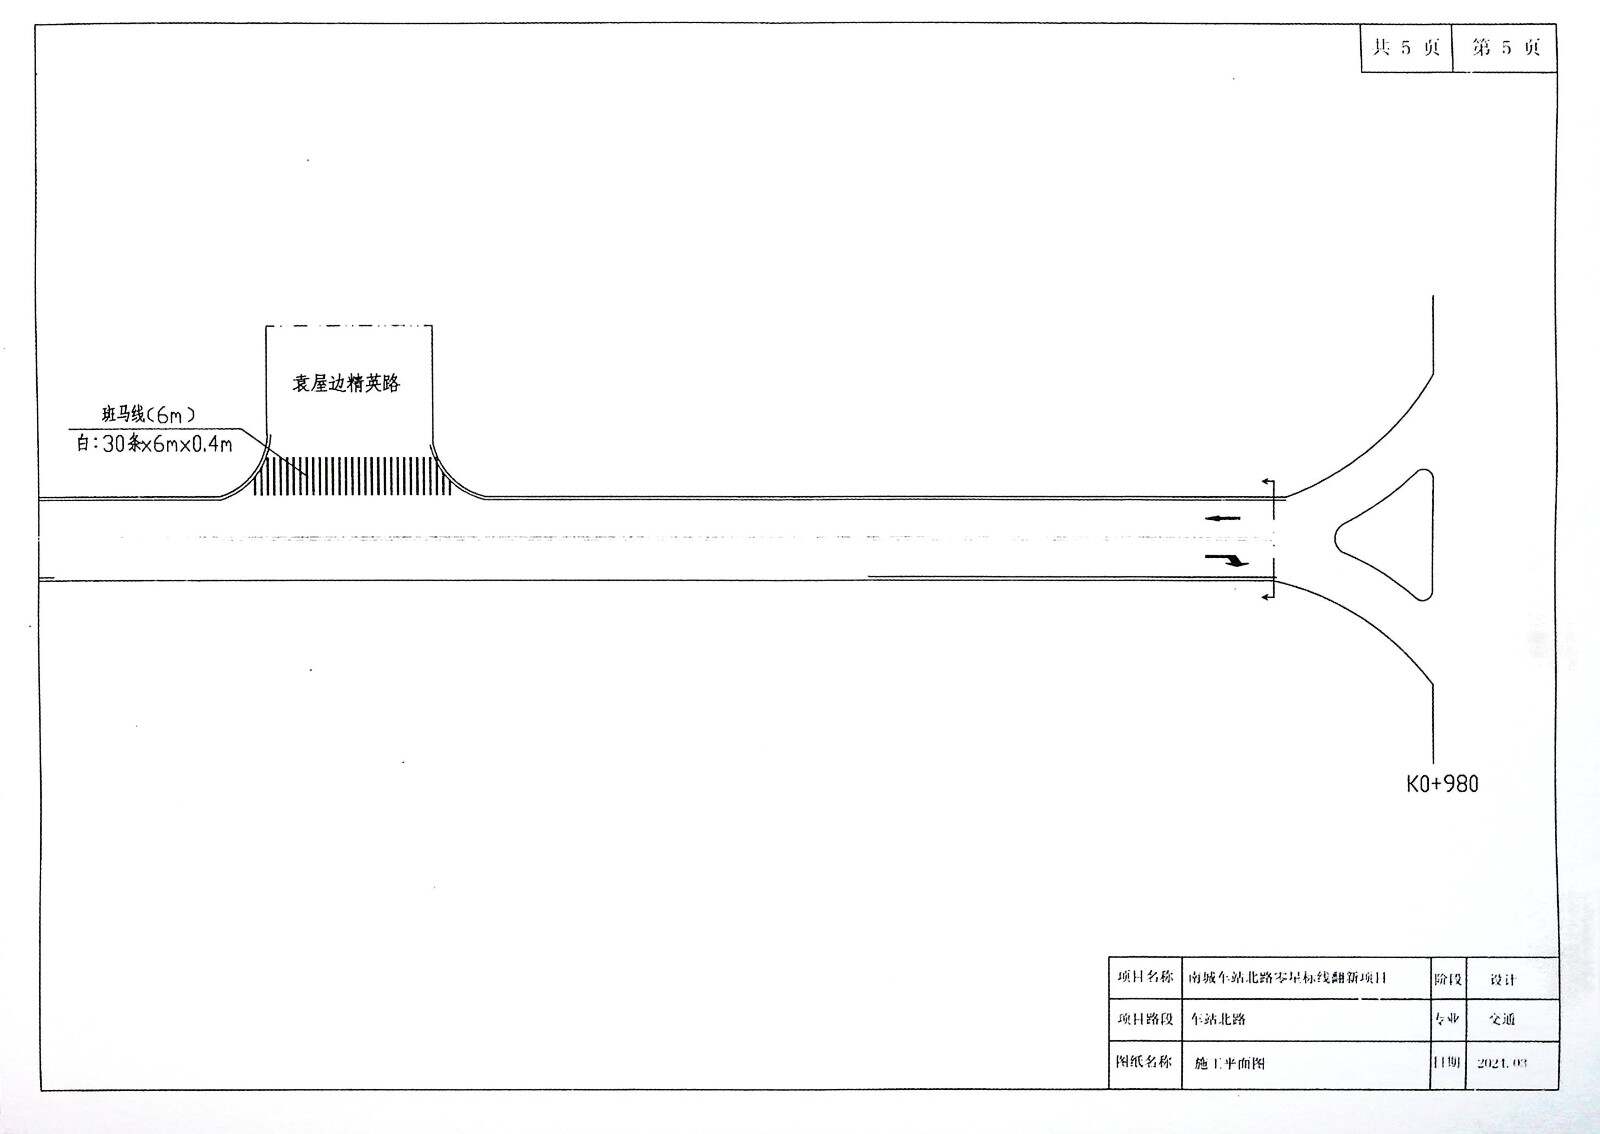 共 5 页 第 5 页
袁屋边精英路
班马线(6m)
白:30条x6mx0.4m
K0+980
项目名称 南城车站北路零星标线翻新项目 阶段 设计
项目路段 车站北路 专业 交通
图纸名称 施工平面图 日期 2024.03